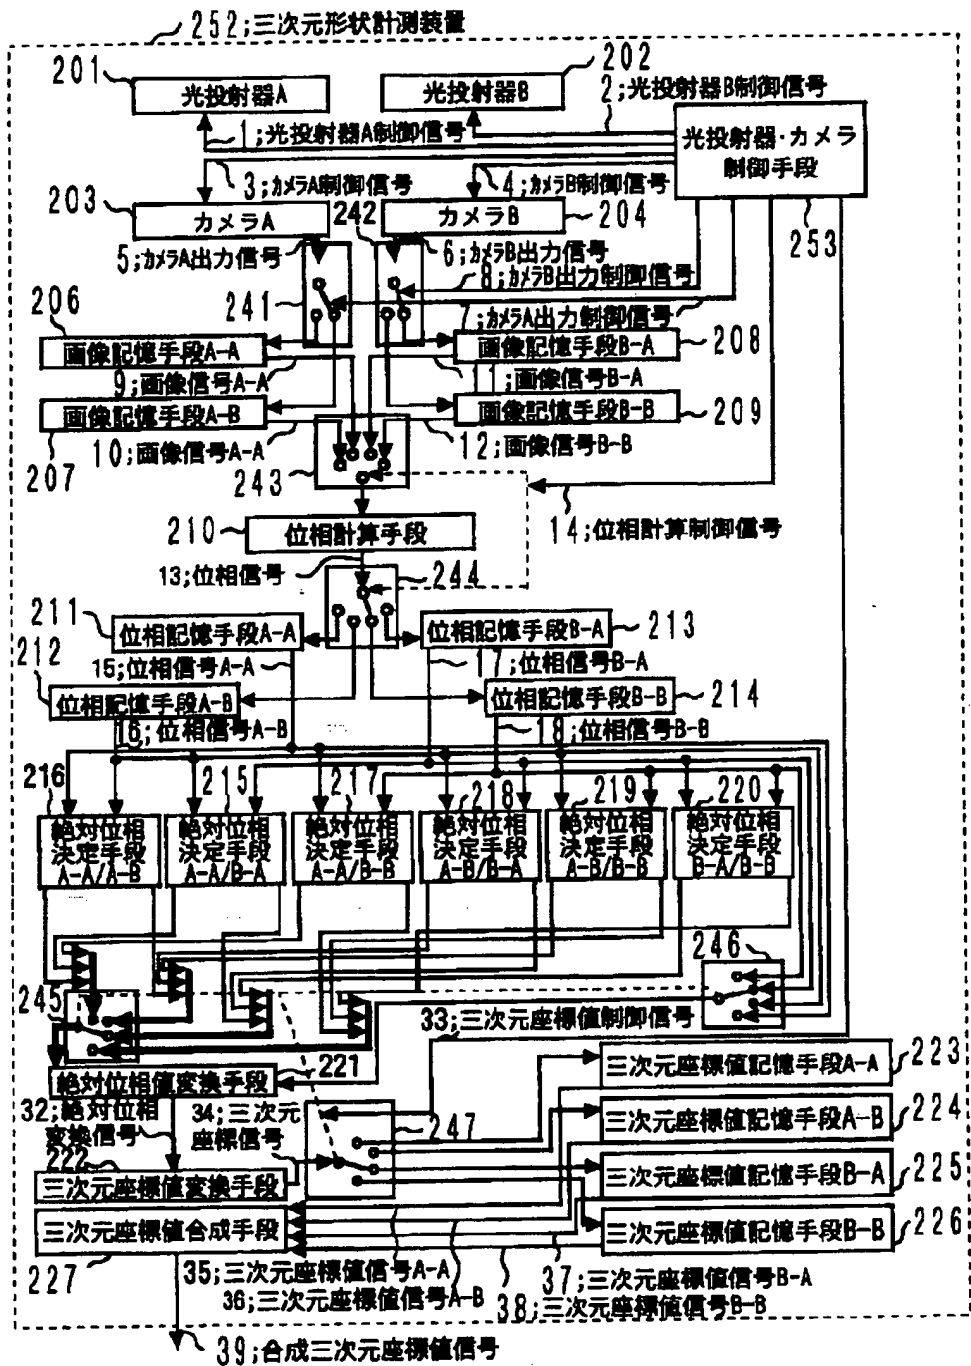 252;三次元形状計測装置
201
光投射器A
202
光投射器B
2;光投射器B制御信号
1;光投射器A制御信号
光投射器・カメラ
制御手段
3;カメラA制御信号
4;カメラB制御信号
203
カメラA
242
カメラB
204
253
5;カメラA出力信号
6;カメラB出力信号
8;カメラB出力制御信号
241
7;カメラA出力制御信号
206
画像記憶手段A-A
画像記憶手段B-A
208
9;画像信号A-A
11;画像信号B-A
画像記憶手段A-B
画像記憶手段B-B
209
207
10;画像信号A-A
12;画像信号B-B
243
210
位相計算手段
14;位相計算制御信号
13;位相信号
244
211
位相記憶手段A-A
位相記憶手段B-A
213
212
15;位相信号A-A
17;位相信号B-A
位相記憶手段A-B
位相記憶手段B-B
214
16;位相信号A-B
18;位相信号B-B
216
215
217
218
219
220
絶対位相
決定手段
A-A/A-B
絶対位相
決定手段
A-A/B-A
絶対位相
決定手段
A-A/B-B
絶対位相
決定手段
A-B/B-A
絶対位相
決定手段
A-B/B-B
絶対位相
決定手段
B-A/B-B
246
245
33;三次元座標値制御信号
221
絶対位相値変換手段
三次元座標値記憶手段A-A
223
32;絶対位相
変換信号
34;三次元
座標信号
247
三次元座標値記憶手段A-B
224
222
三次元座標値変換手段
三次元座標値記憶手段B-A
225
三次元座標値合成手段
三次元座標値記憶手段B-B
226
227
35;三次元座標値信号A-A
37;三次元座標値信号B-A
36;三次元座標値信号A-B
38;三次元座標値信号B-B
39;合成三次元座標値信号